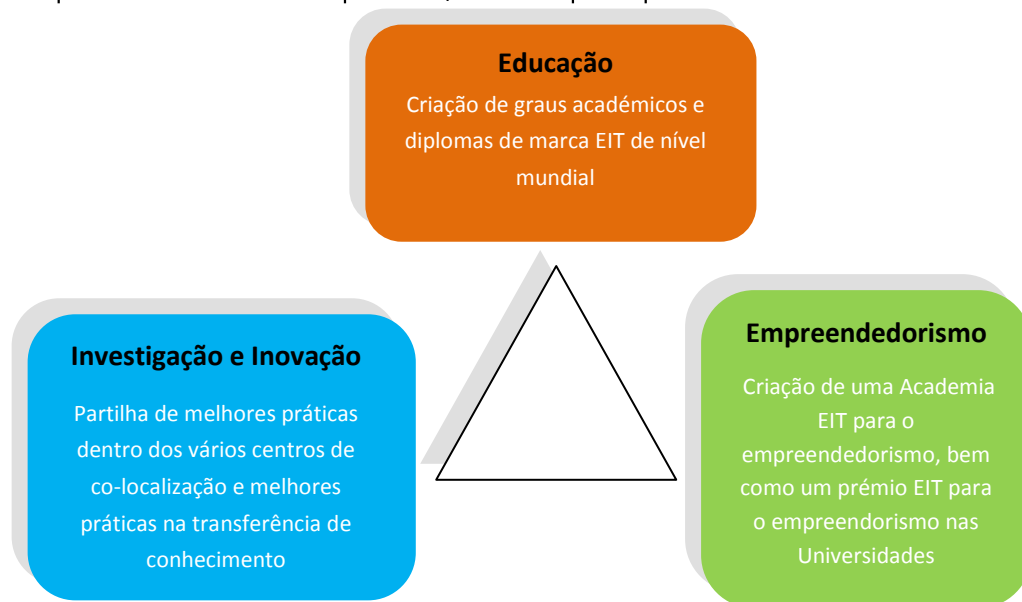 Educação
Criação de graus académicos e
diplomas de marca EIT de nível
mundial
Investigação e Inovação
Partilha de melhores práticas
dentro dos vários centros de
co-localização e melhores
práticas na transferência de
conhecimento
Empreendedorismo
Criação de uma Academia
EIT para o
empreendedorismo, bem
como um prémio EIT para
o empreendorismo nas
Universidades